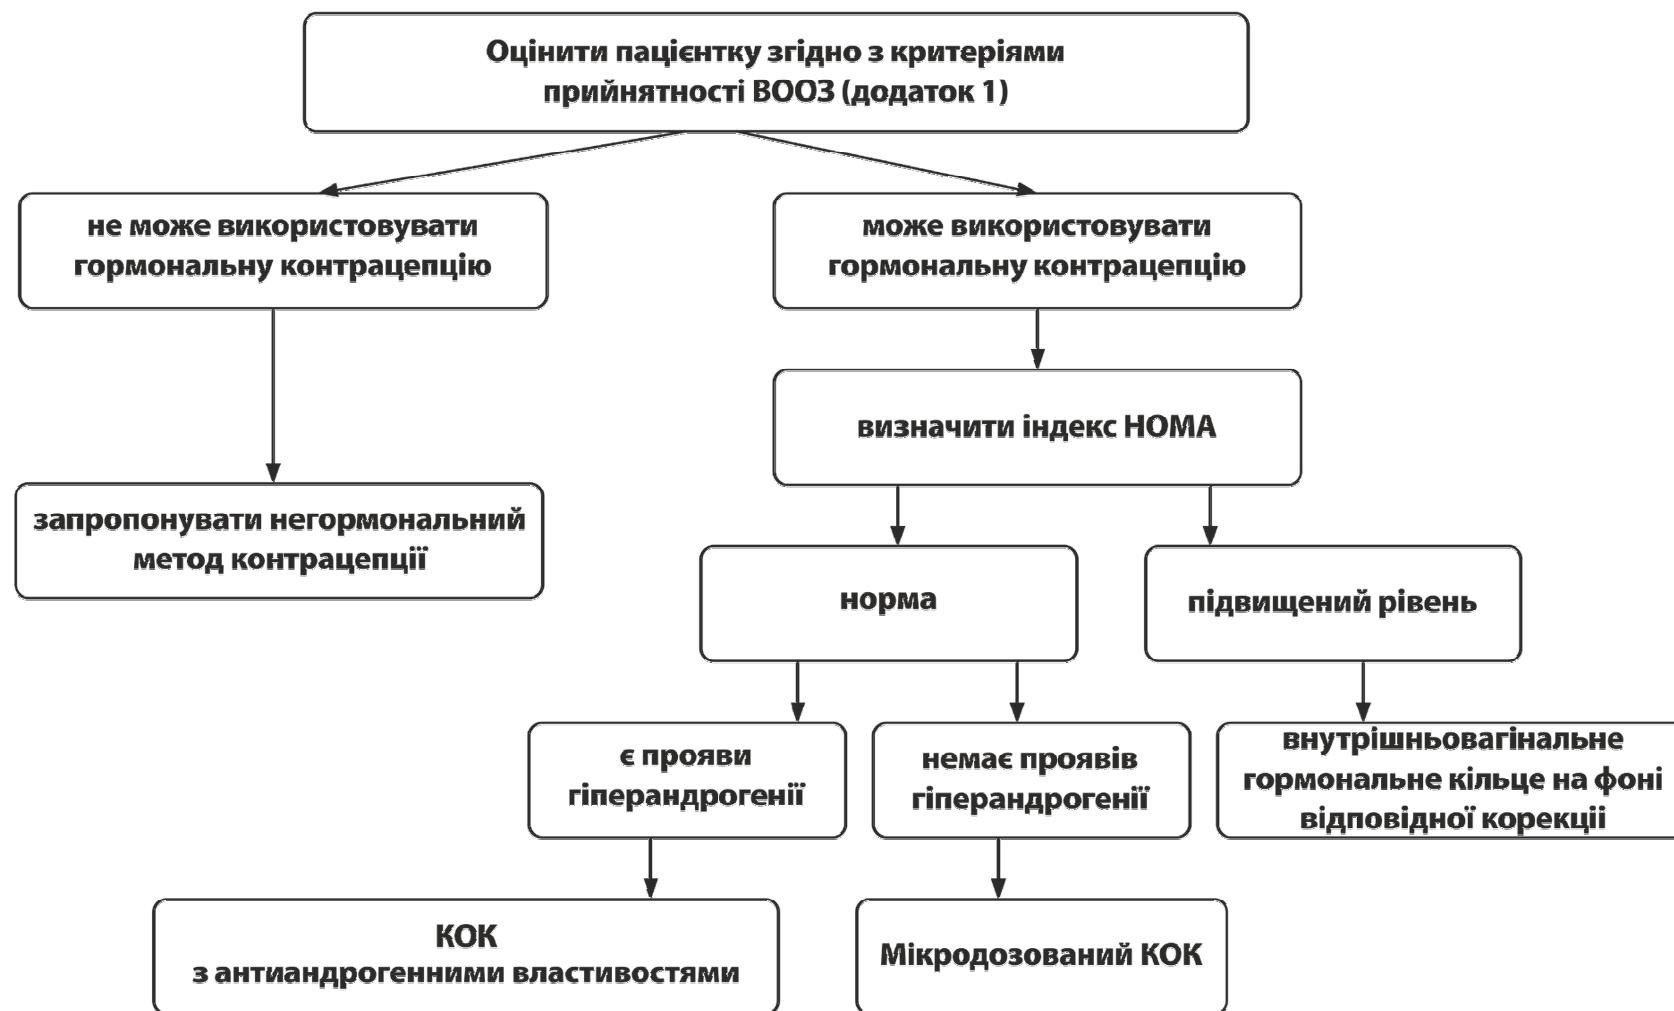 Оцінити пацієнтку згідно з критеріями
прийнятності ВООЗ (додаток 1)
не може використовувати
гормональну контрацепцію
може використовувати
гормональну контрацепцію
визначити індекс НОМА
запропонувати негормональний
метод контрацепції
норма
підвищений рівень
є прояви
гіперандрогенії
немає проявів
гіперандрогенії
внутрішньовагінальне
гормональне кільце на фоні
відповідної корекціі
КОК
з антиандрогенними властивостями
Мікродозований КОК